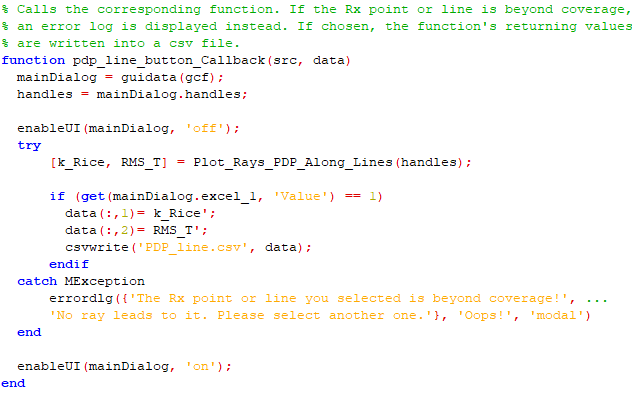 % Calls the corresponding function. If the Rx point or line is beyond coverage,
% an error log is displayed instead. If chosen, the function's returning values
% are written into a csv file.
function pdp_line_button_Callback(src, data)
  mainDialog = guidata(gcf);
  handles = mainDialog.handles;

  enableUI(mainDialog, 'off');
  try
      [k_Rice, RMS_T] = Plot_Rays_PDP_Along_Lines(handles);

      if (get(mainDialog.excel_l, 'Value') == 1)
        data(:,1)= k_Rice';
        data(:,2)= RMS_T';
        csvwrite('PDP_line.csv', data);
      endif
  catch MException
      errordlg({'The Rx point or line you selected is beyond coverage!', ...
      'No ray leads to it. Please select another one.'}, 'Oops!', 'modal')
  end

  enableUI(mainDialog, 'on');
end